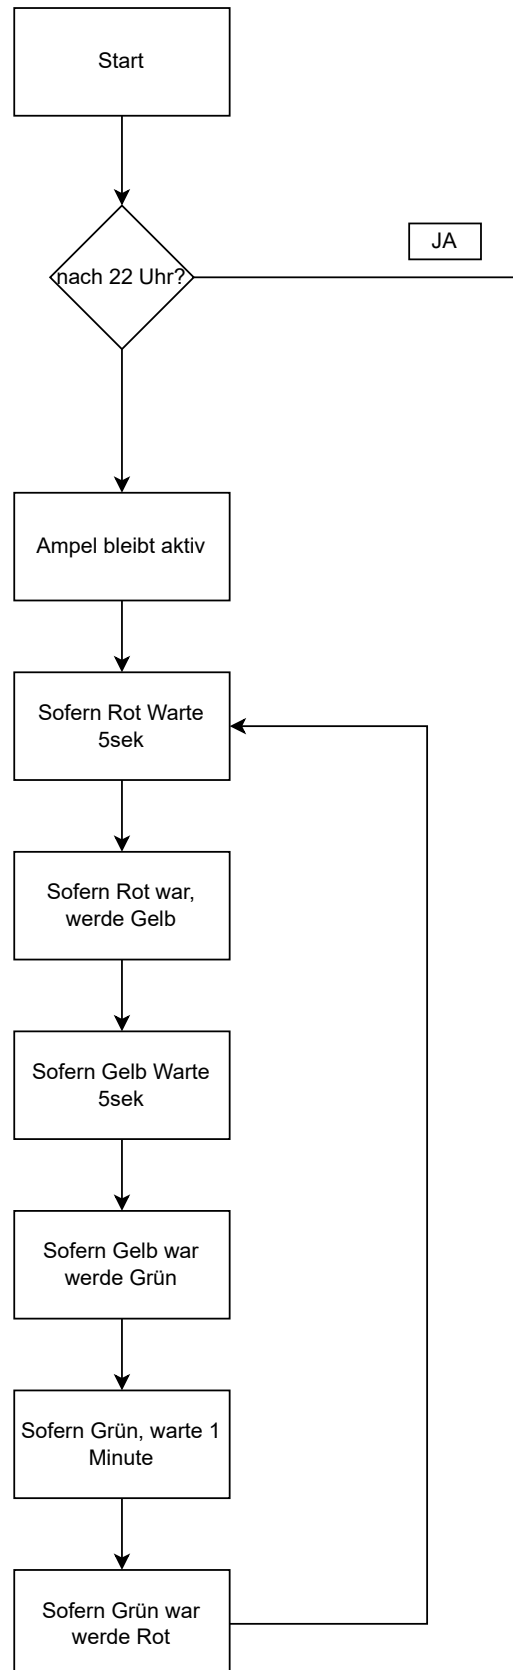 Start
JA
nach 22 Uhr?
Ampel bleibt aktiv
Sofern Rot Warte
5sek
Sofern Rot war,
werde Gelb
Sofern Gelb Warte
5sek
Sofern Gelb war
werde Grün
Sofern Grün, warte 1
Minute
Sofern Grün war
werde Rot